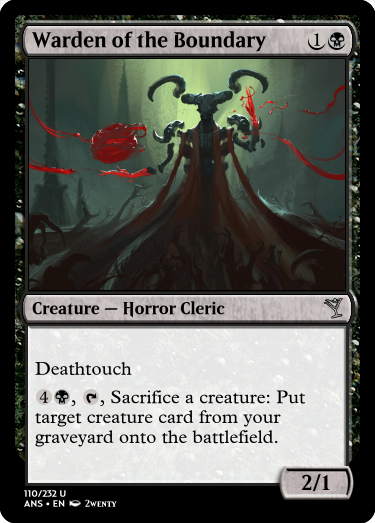 Warden of the Boundary 1
Creature — Horror Cleric
Deathtouch
4, , Sacrifice a creature: Put
target creature card from your
graveyard onto the battlefield.
2/1
110/232 U
ANS • EN 2WENTY